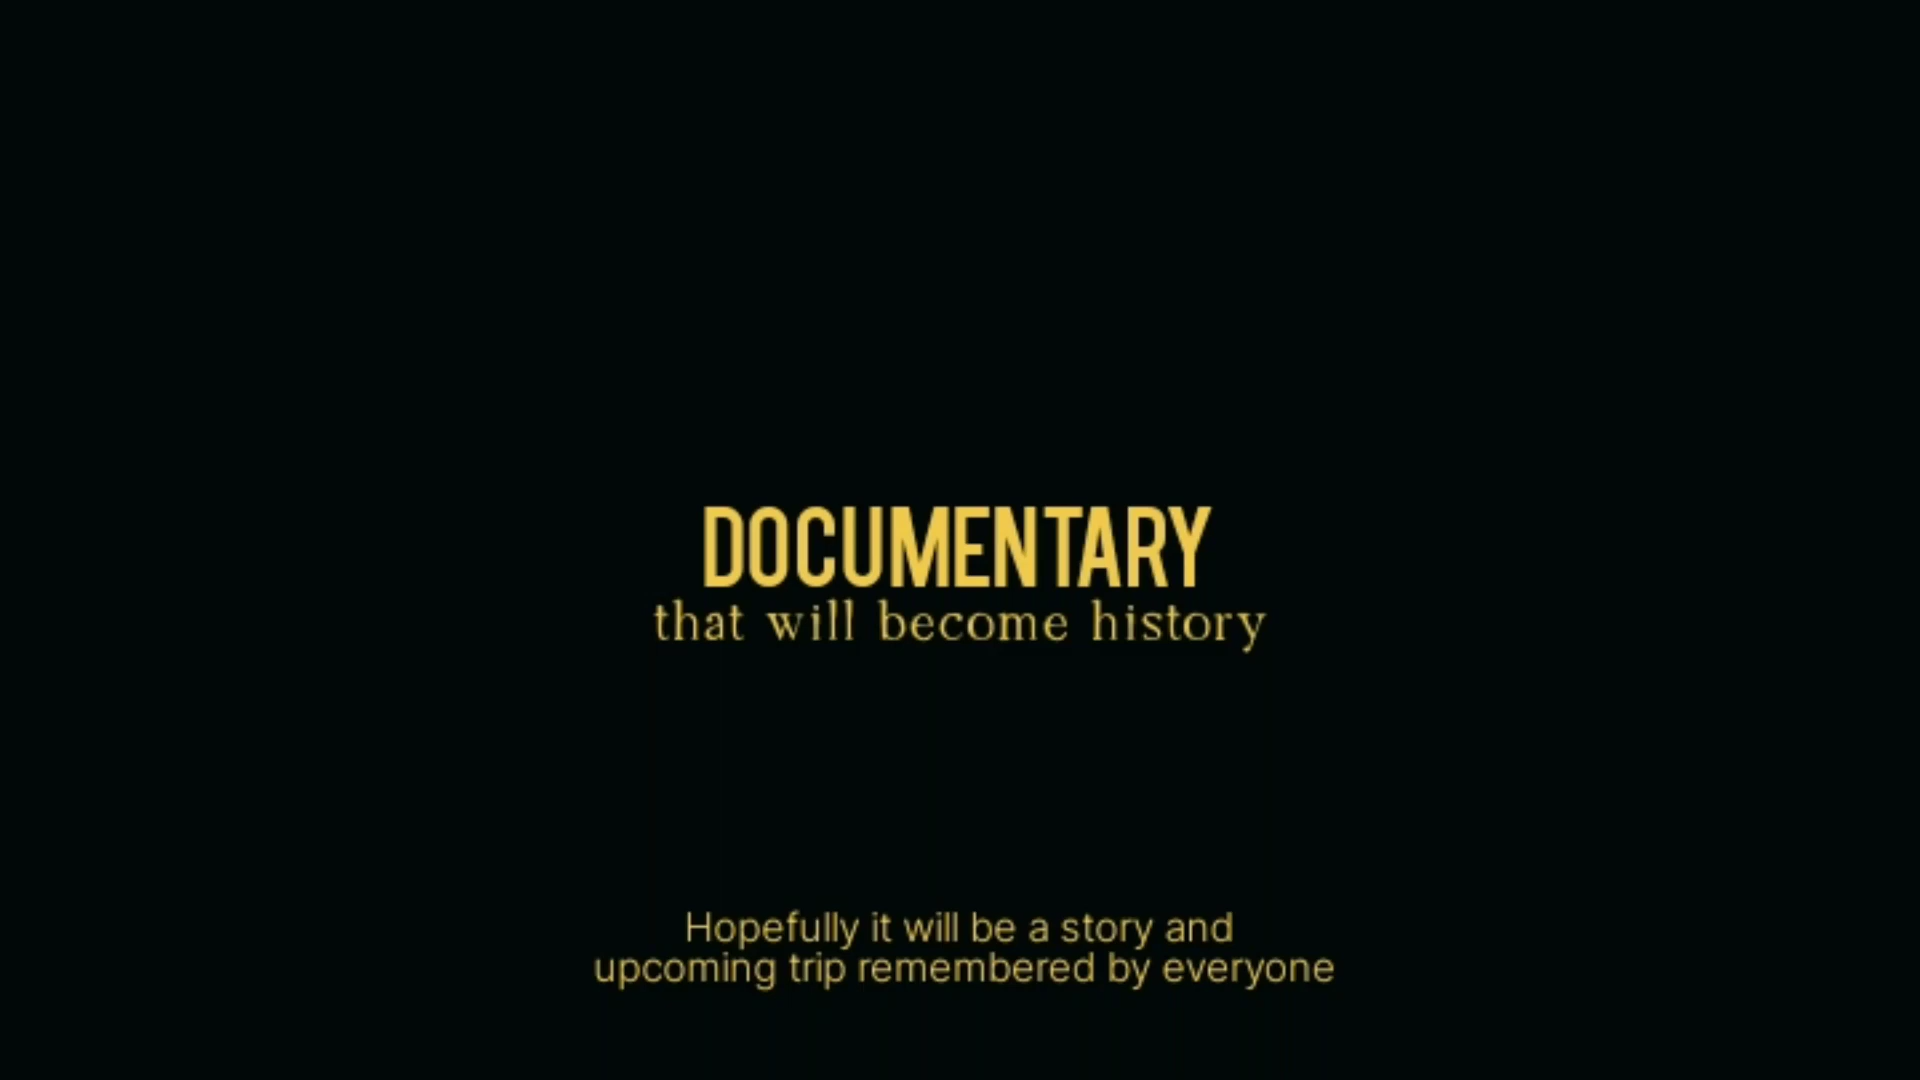 DOCUMENTARY
that will become history
Hopefully it will be a story and
upcoming trip remembered by everyone